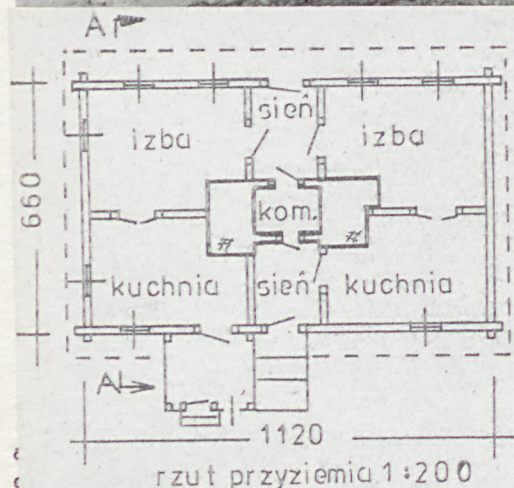 A
sień
izba
izba
660
kom.
kuchnia
sień
kuchnia
A
1120
rzut przyziemia 1:200